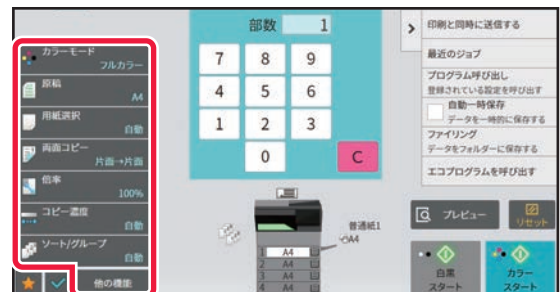 カラーモード
フルカラー
原稿
A4
用紙選択
自動
両面コピー
片面→片面
倍率
100%
コピー濃度
自動
ソート/グループ
自動
他の機能
部数 1
7 8 9
4 5 6
1 2 3
0 C
普通紙1
A4
1 A4
2 A4
3 A4
4 A4
印刷と同時に送信する
最近のジョブ
プログラム呼び出し
登録されている設定を呼び出す
自動一時保存
データを一時的に保存する
ファイリング
データをフォルダーに保存する
エコプログラムを呼び出す
プレビュー
リセット
白黒
スタート
カラー
スタート